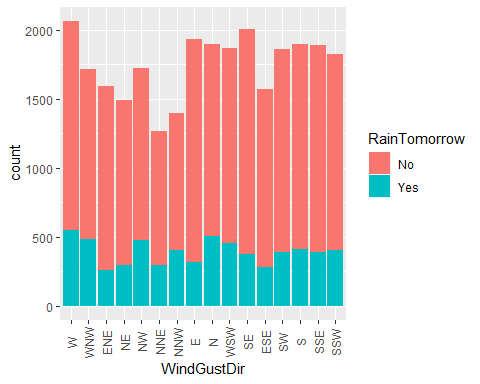 2000
1500
1000
500
0
count
W WNW ENE NE NW NNE NNW E N WSW SE ESE SW S SSE SSW
WindGustDir
RainTomorrow
No
Yes